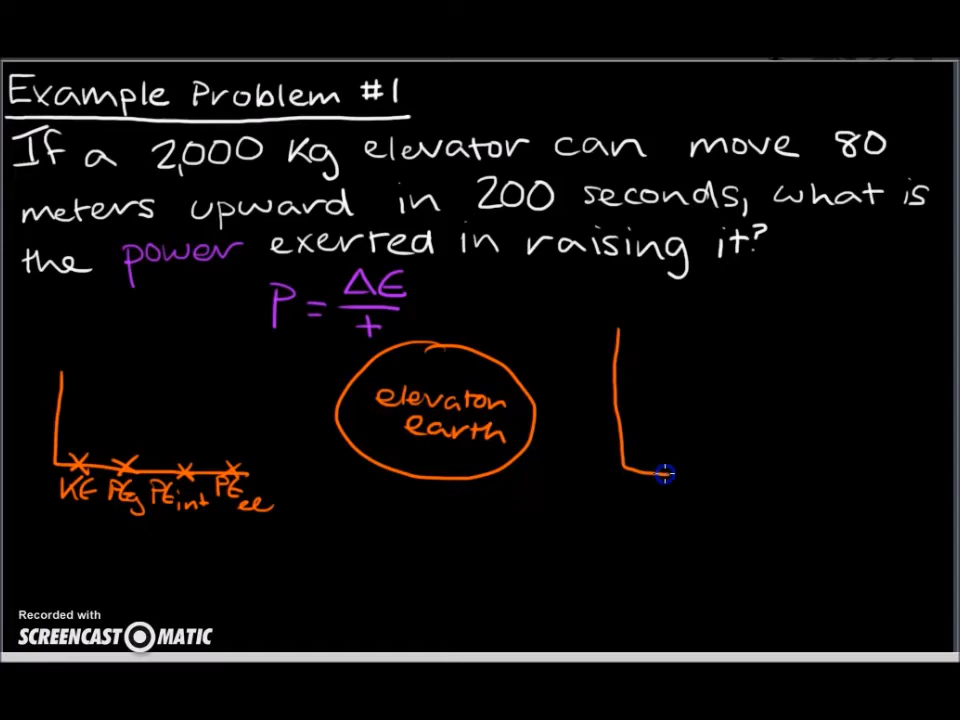 Example Problem #1
If a 2,000 Kg elevator can move 80
meters upward in 200 seconds, what is
the power exerted in raising it?
P = ΔE
t
elevator
earth
KE PEg PEint PEel
Recorded with
SCREENCAST MATIC